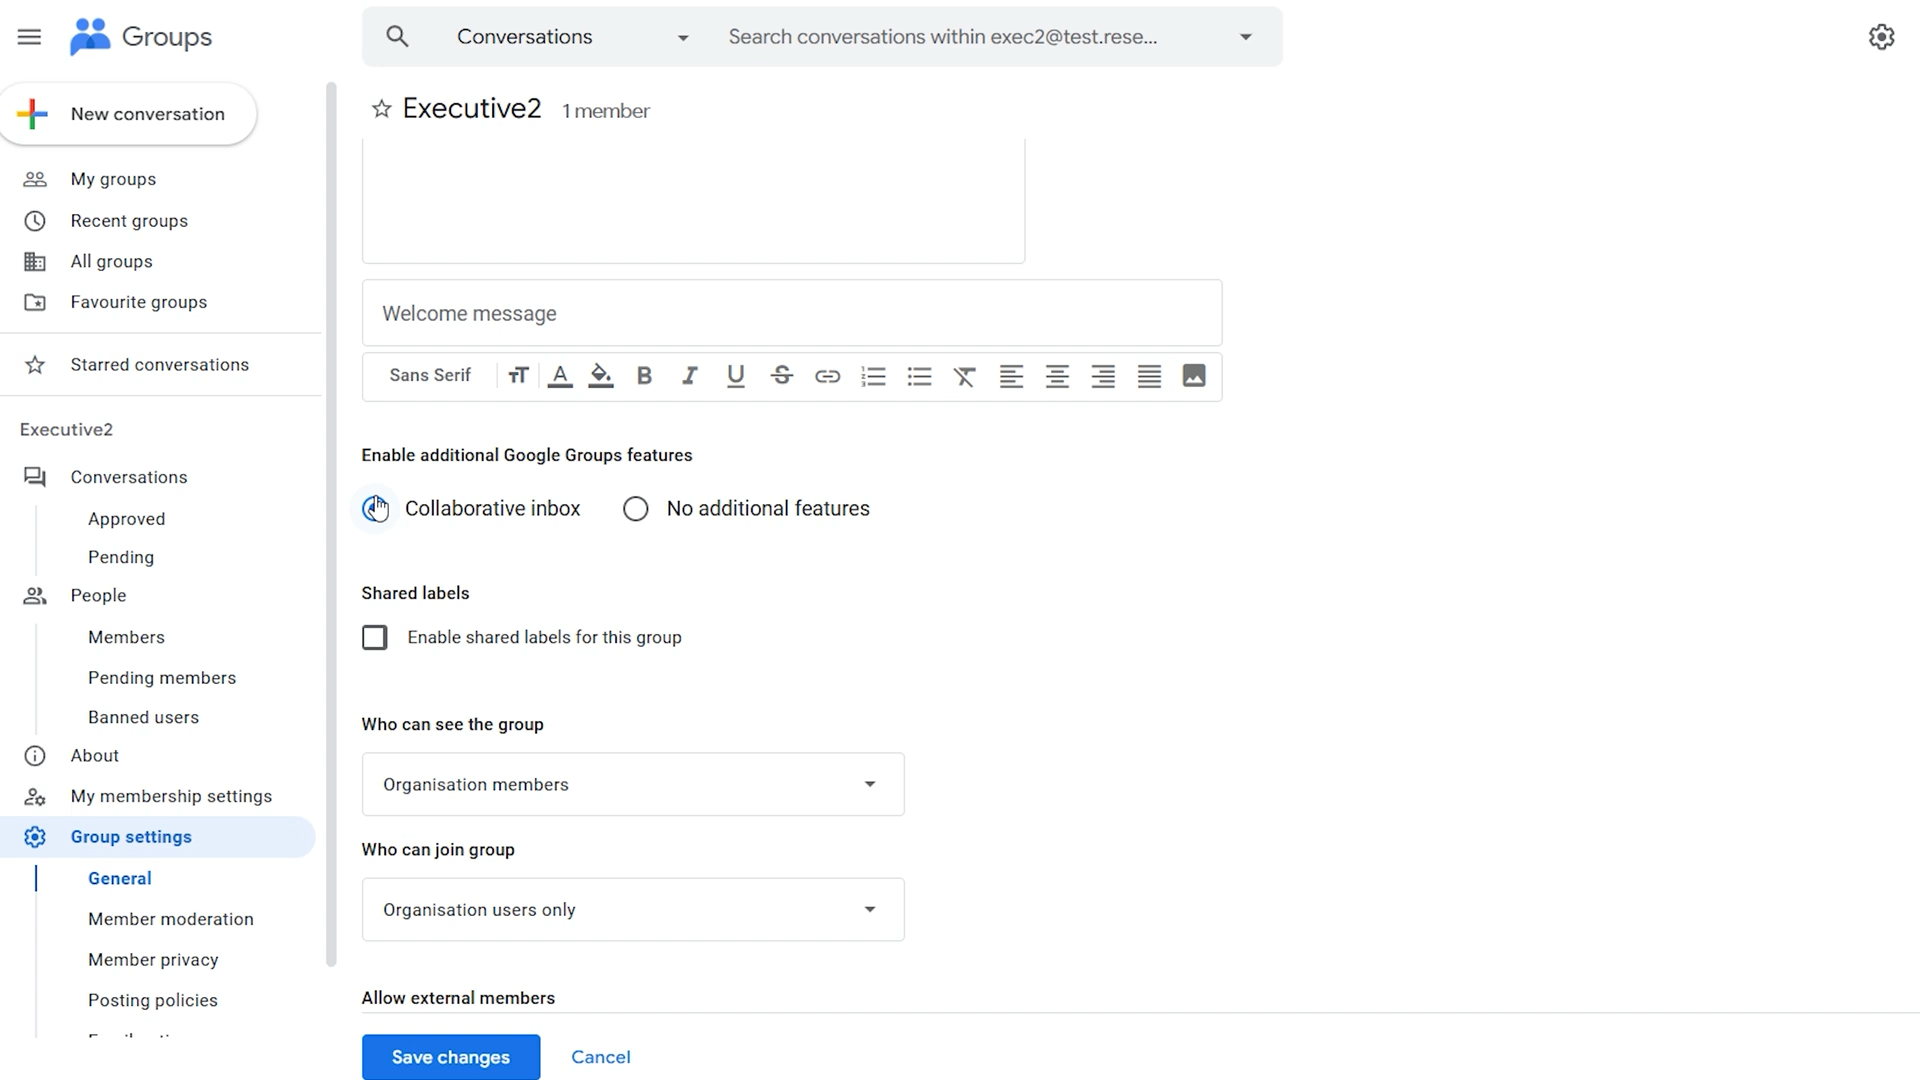 Groups
Conversations
Search conversations within exec2@test.rese...
New conversation
My groups
Recent groups
All groups
Favourite groups
Starred conversations
Executive2
Conversations
Approved
Pending
People
Members
Pending members
Banned users
About
My membership settings
Group settings
General
Member moderation
Member privacy
Posting policies
Executive2 1 member
Welcome message
Sans Serif
Enable additional Google Groups features
Collaborative inbox No additional features
Shared labels
Enable shared labels for this group
Who can see the group
Organisation members
Who can join group
Organisation users only
Allow external members
Save changes Cancel